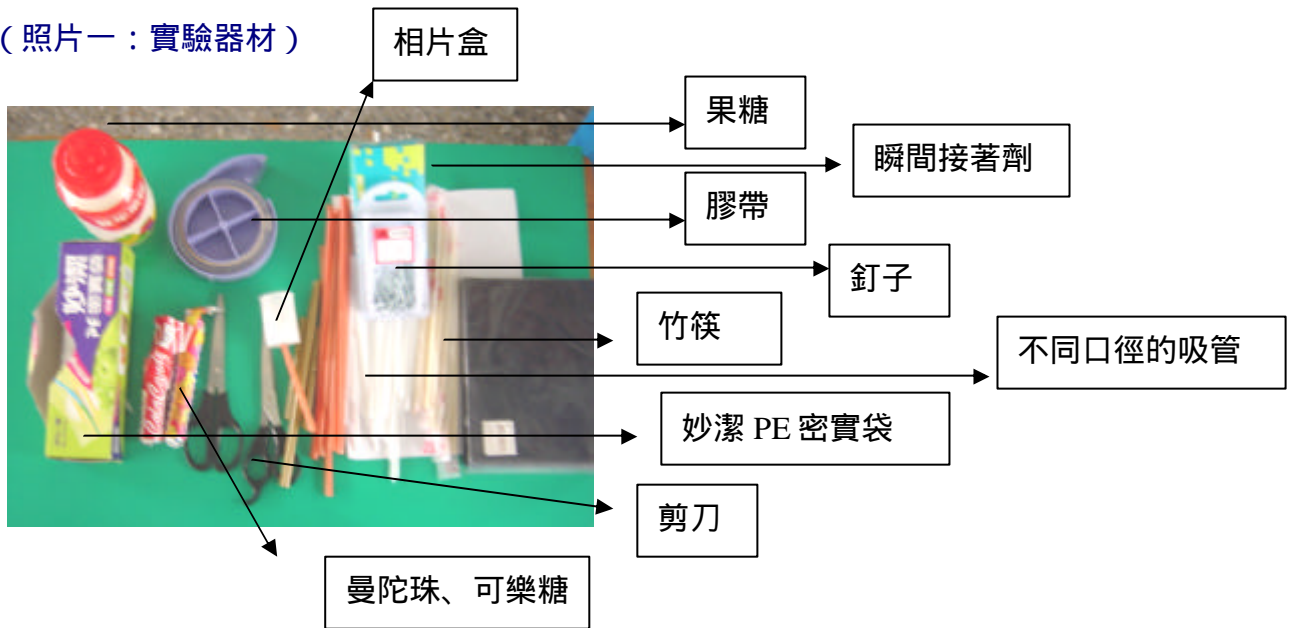 (照片一：實驗器材)
相片盒
果糖
瞬間接著劑
膠帶
釘子
竹筷
不同口徑的吸管
妙潔 PE 密實袋
剪刀
曼陀珠、可樂糖
妙潔